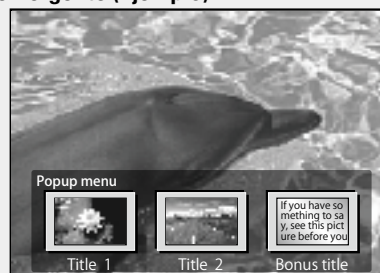 Popup menu
If you have so
mething to sa
y, see this pict
ure before you
Title 1
Title 2
Bonus title